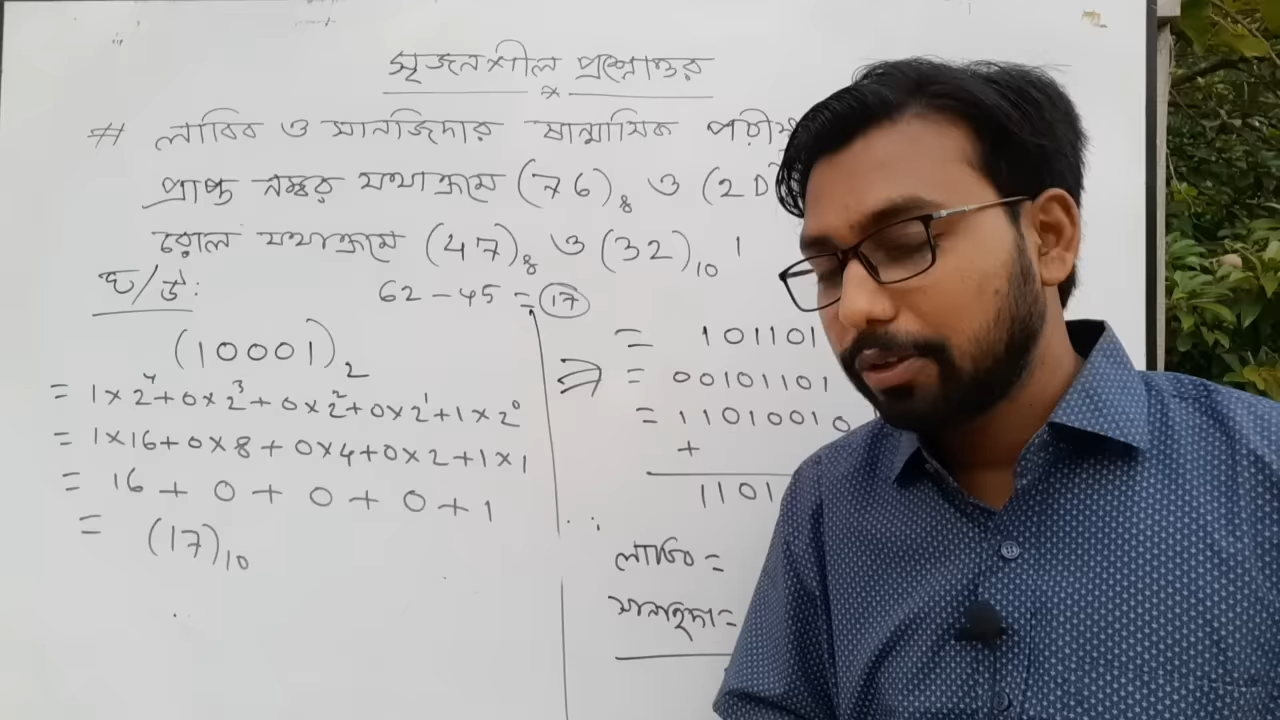 সৃজনশীল প্রশ্নোত্তর
# লাবিব ও সানজিদার ষান্মাসিক
প্রাপ্ত নম্বর যথাক্রমে (76)₈ ও (2D
রোল যথাক্রমে (47)₈ ও (32)₁₀ ।
ঘ/উঃ
62 - 45 = 17
(10001)₂
= 1×2⁴+0×2³+0×2²+0×2¹+1×2⁰
= 1×16+0×8+0×4+0×2+1×1
= 16 + 0 + 0 + 0 + 1
= (17)₁₀
= 101101
⇒ = 00101101
= 11010010
+
1101
∴
লাবিব =
সানজিদা =